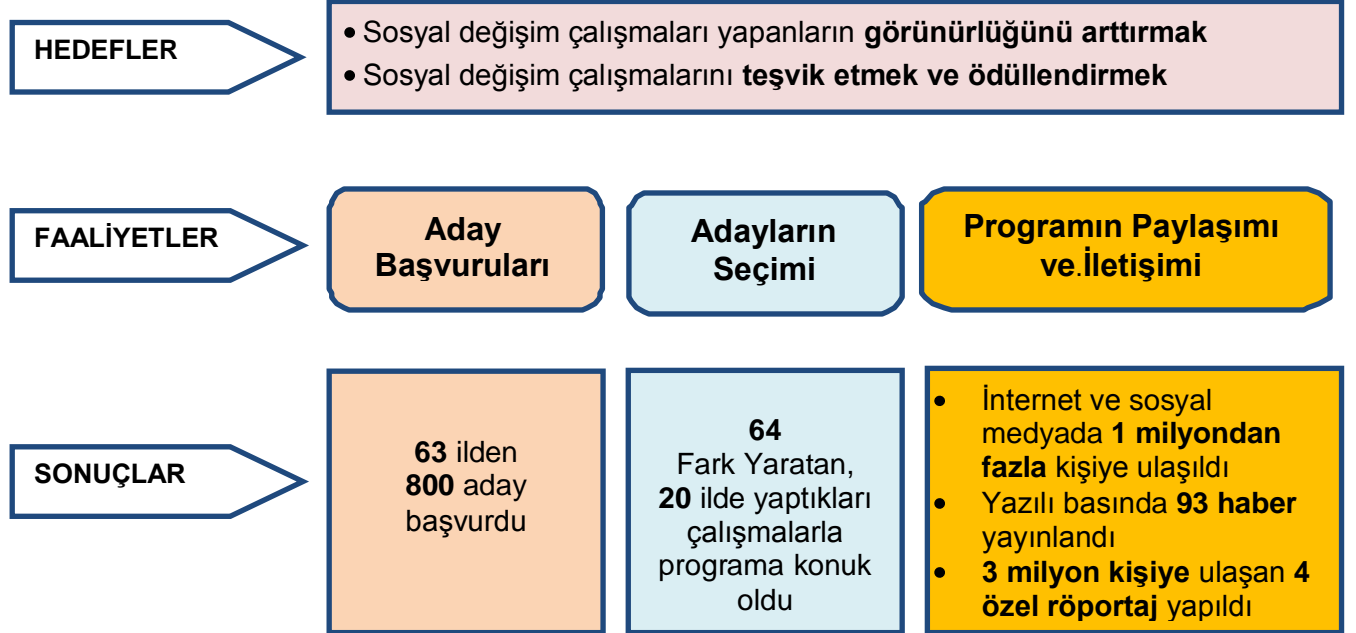 HEDEFLER
• Sosyal değişim çalışmaları yapanların görünürlüğünü arttırmak
• Sosyal değişim çalışmalarını teşvik etmek ve ödüllendirmek
FAALİYETLER
Aday
Başvuruları
Adayların
Seçimi
Programın Paylaşımı
ve.İletişimi
SONUÇLAR
63 ilden
800 aday
başvurdu
64
Fark Yaratan,
20 ilde yaptıkları
çalışmalarla
programa konuk
oldu
• İnternet ve sosyal
medyada 1 milyondan
fazla kişiye ulaşıldı
• Yazılı basında 93 haber
yayınlandı
• 3 milyon kişiye ulaşan 4
özel röportaj yapıldı